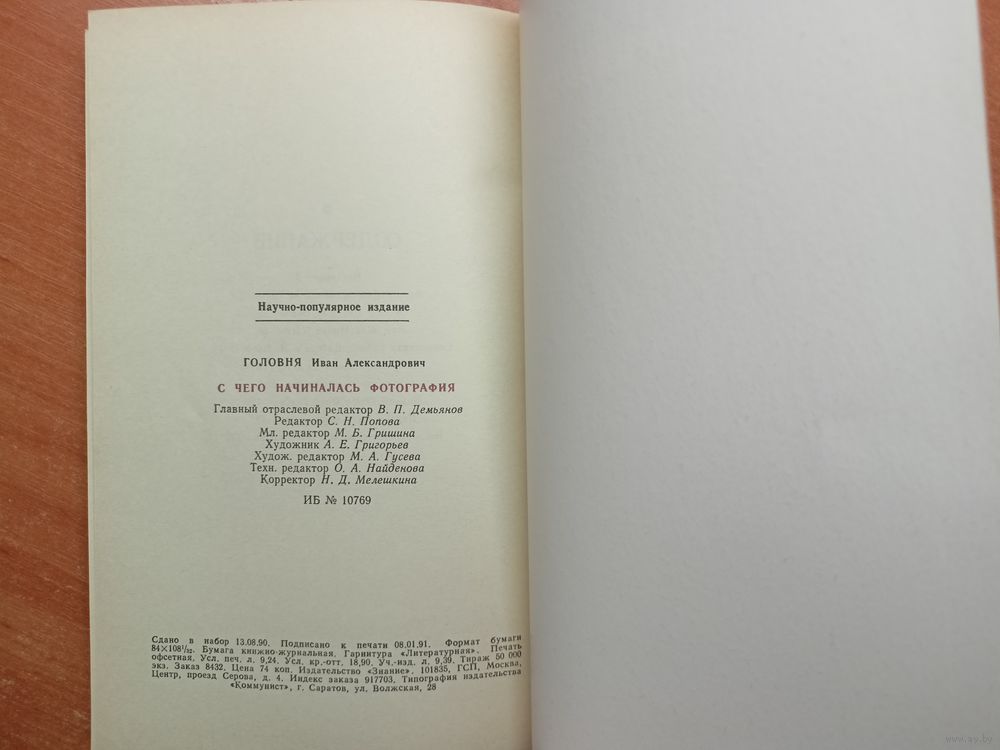 Научно-популярное издание
ГОЛОВНЯ Иван Александрович
С ЧЕГО НАЧИНАЛАСЬ ФОТОГРАФИЯ
Главный отраслевой редактор В. П. Демьянов
Редактор С. Н. Попова
Мл. редактор М. Б. Гришина
Художник А. Е. Григорьев
Худож. редактор М. А. Гусева
Техн. редактор О. А. Найденова
Корректор Н. Д. Мелешкина
ИБ № 10769
Сдано в набор 13.08.90. Подписано к печати 08.01.91. Формат бумаги
84×108¹/₃₂. Бумага книжно-журнальная. Гарнитура «Литературная». Печать
офсетная. Усл. печ. л. 9,24. Усл. кр.-отт. 18,90. Уч.-изд. л. 9,39. Тираж 50 000
экз. Заказ 8432. Цена 74 коп. Издательство «Знание», 101835, ГСП, Москва,
Центр, проезд Серова, д. 4. Индекс заказа 917703. Типография издательства
«Коммунист», г. Саратов, ул. Волжская, 28
www.ay.by